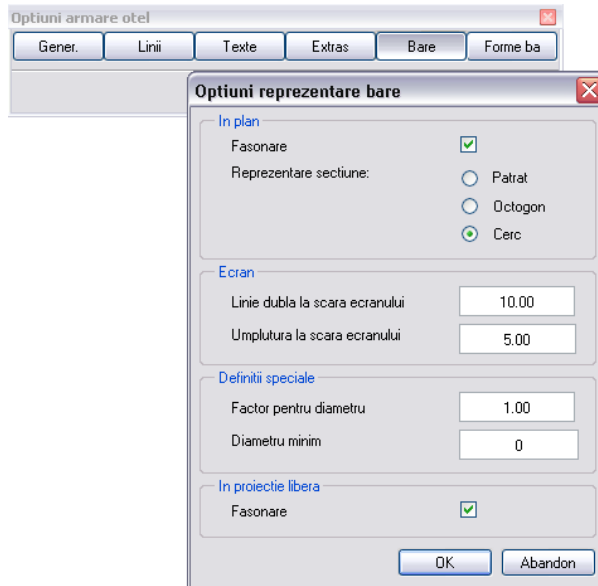 Optiuni armare otel
Gener. Linii Texte Extras Bare Forme ba
Optiuni reprezentare bare
In plan
Fasonare
Reprezentare sectiune:
Patrat
Octogon
Cerc
Ecran
Linie dubla la scara ecranului 10.00
Umplutura la scara ecranului 5.00
Definitii speciale
Factor pentru diametru 1.00
Diametru minim 0
In proiectie libera
Fasonare
OK Abandon